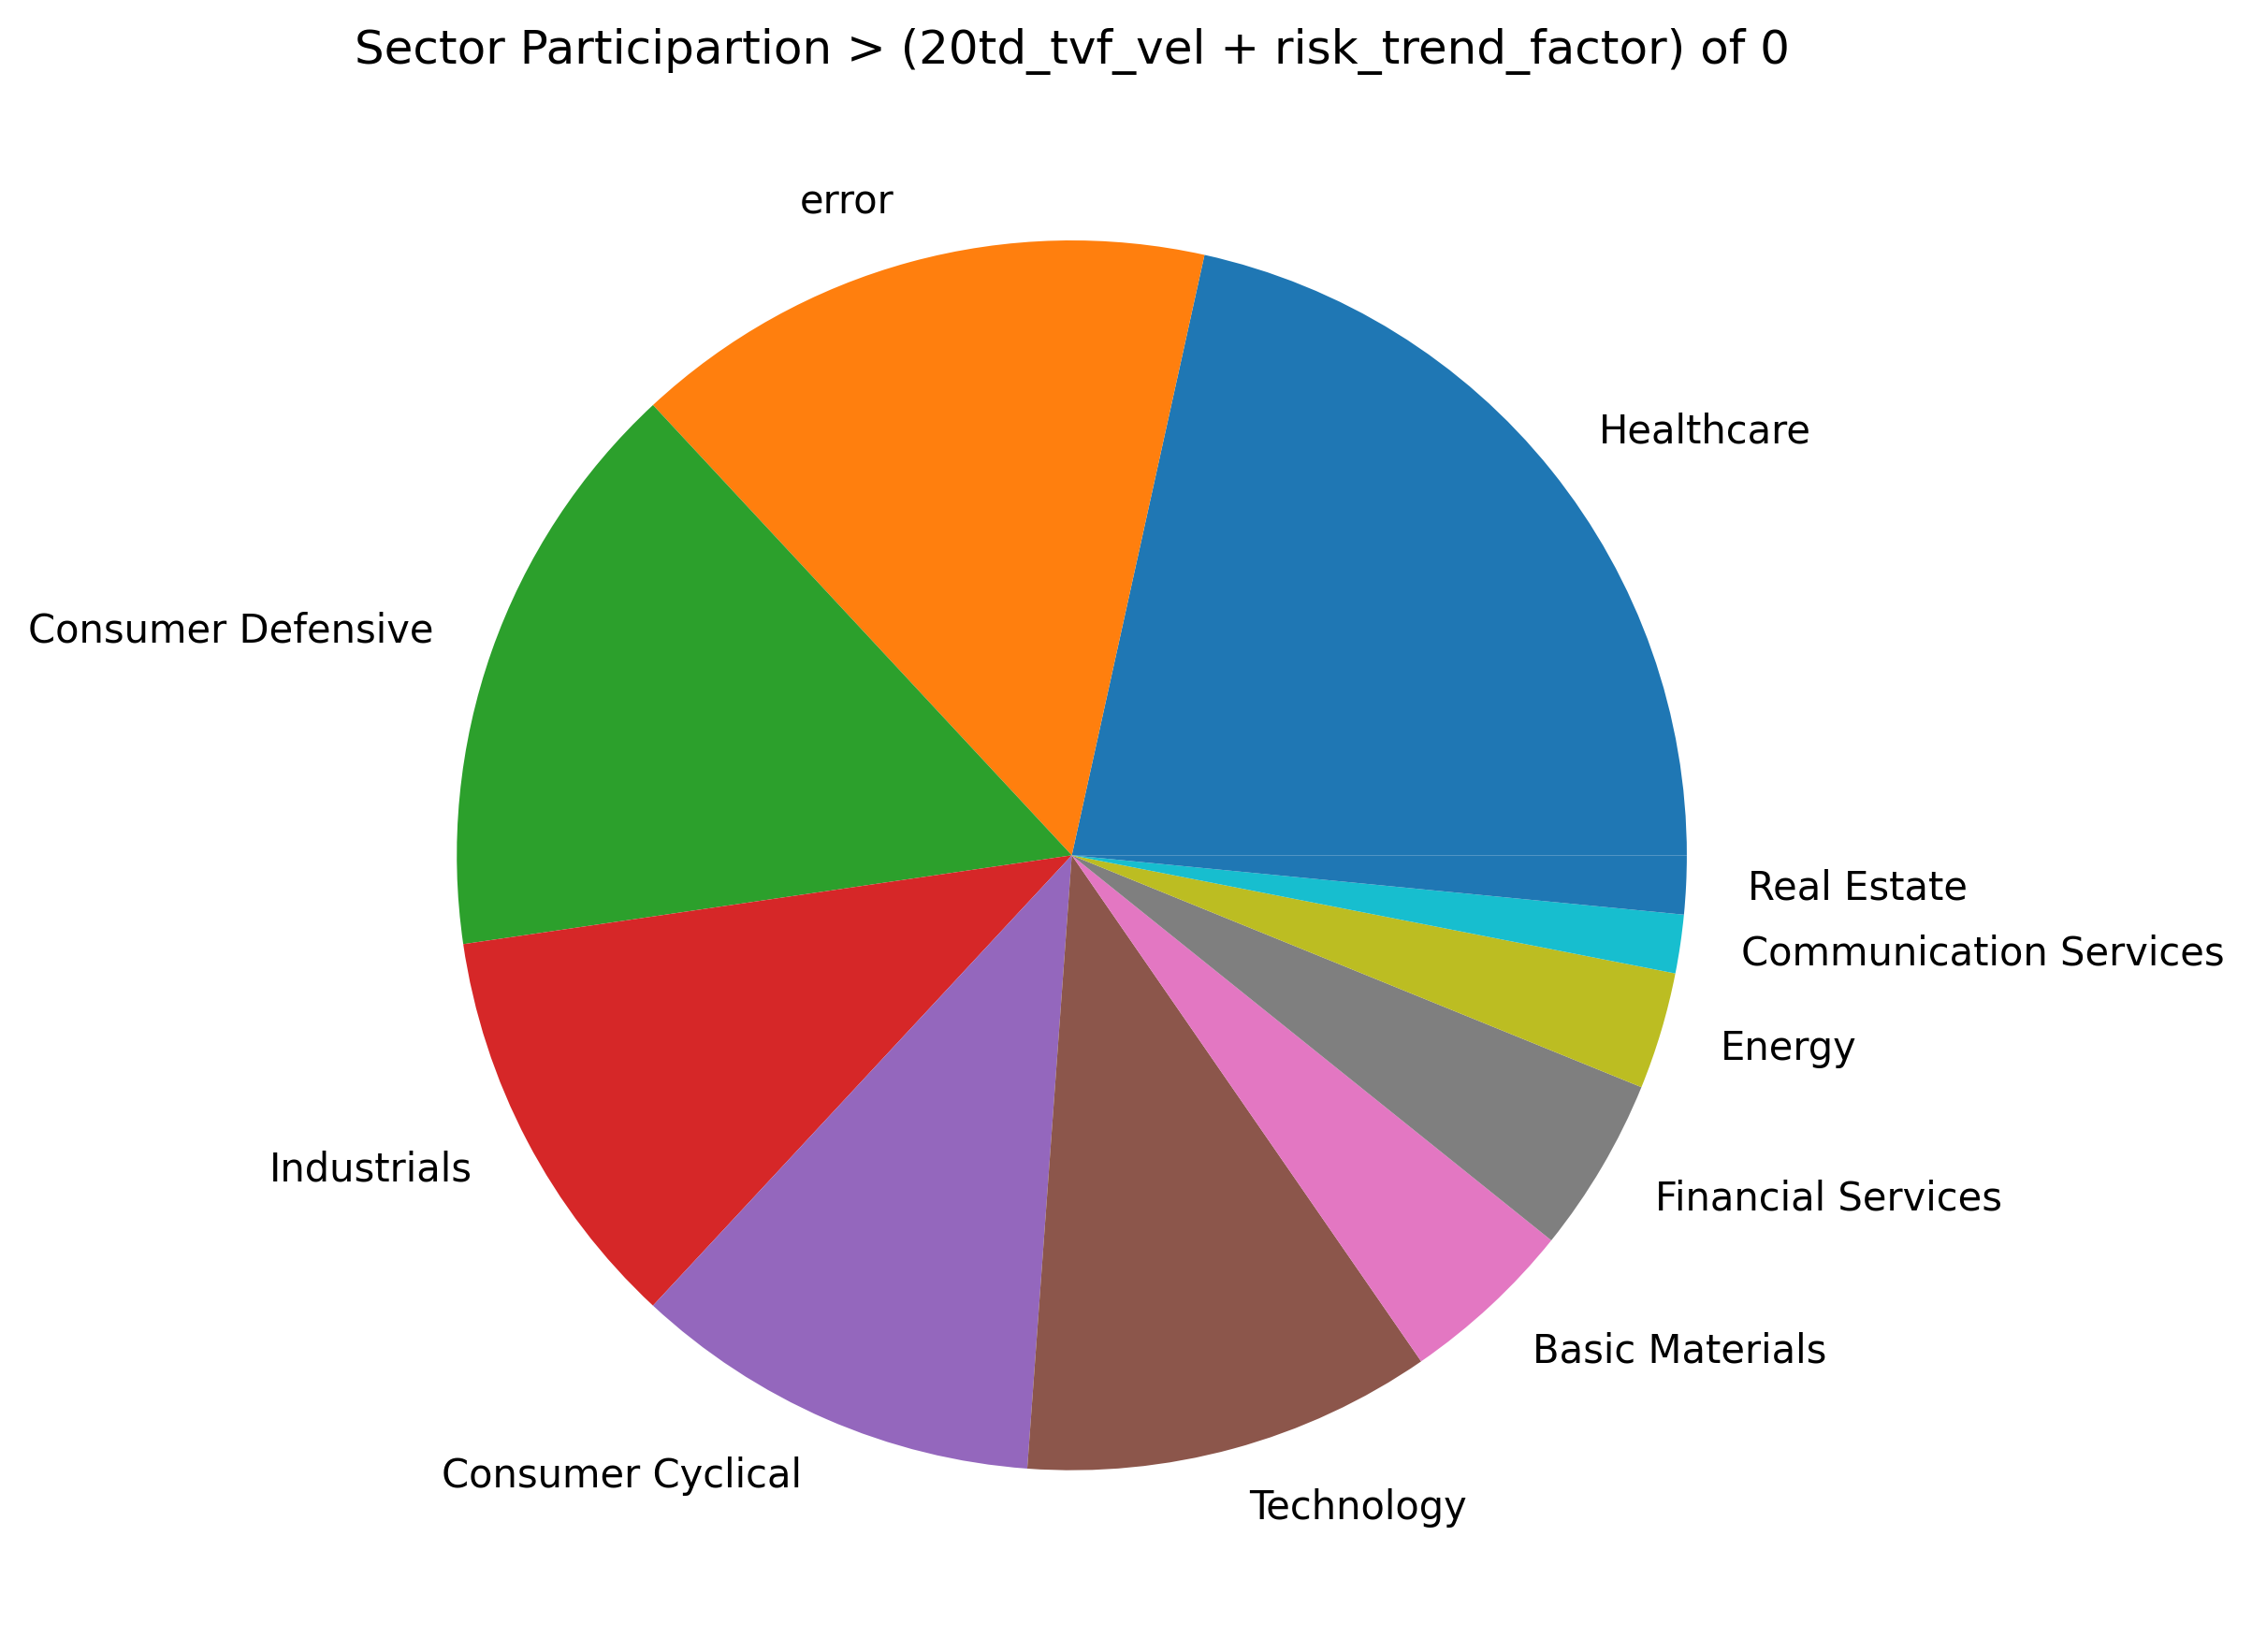 Sector Participartion > (20td_tvf_vel + risk_trend_factor) of 0
error
Healthcare
Consumer Defensive
Real Estate
Communication Services
Energy
Industrials
Financial Services
Basic Materials
Consumer Cyclical
Technology